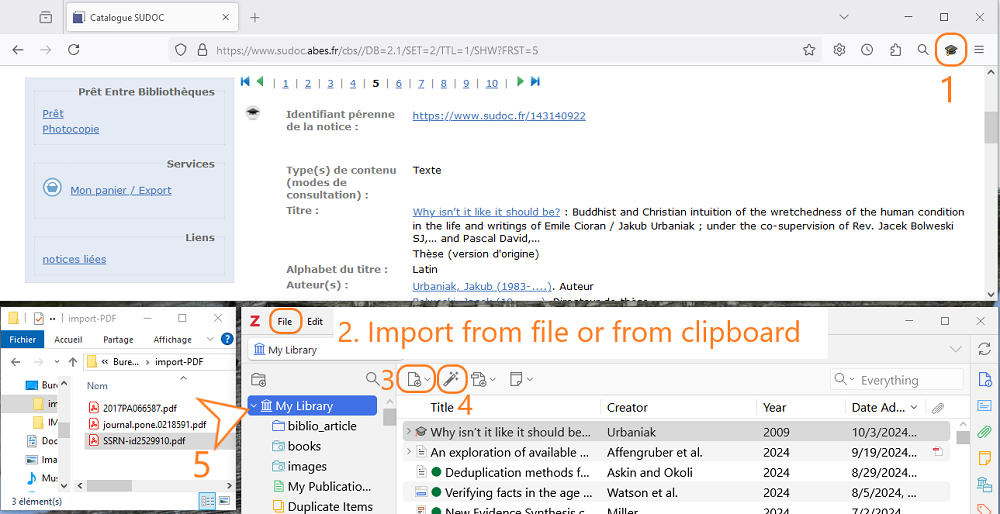 Catalogue SUDOC
https://www.sudoc.abes.fr/cbs//DB=2.1/SET=2/TTL=1/SHW?FRST=5
1
Prêt Entre Bibliothèques
Prêt
Photocopie
Services
Mon panier / Export
Liens
notices liées
| 1 | 2 | 3 | 4 | 5 | 6 | 7 | 8 | 9 | 10 |
Identifiant pérenne
de la notice :
https://www.sudoc.fr/143140922
Type(s) de contenu
(modes de
consultation) :
Texte
Titre :
Why isn't it like it should be? : Buddhist and Christian intuition of the wretchedness of the human condition
in the life and writings of Emile Cioran / Jakub Urbaniak ; under the co-supervision of Rev. Jacek Bolweski
SJ,... and Pascal David,...
Thèse (version d'origine)
Alphabet du titre :
Latin
Auteur(s) :
Urbaniak, Jakub (1983-....). Auteur
import-PDF
Fichier Accueil Partage Affichage
« Bure... import-PDF
Nom
Bure
im
IM
Doc
Ima
Mus
2017PA066587.pdf
journal.pone.0218591.pdf
SSRN-id2529910.pdf
5
3 élément(s)
Z
File Edit
2. Import from file or from clipboard
My Library
3
4
Everything
My Library
biblio_article
books
images
My Publication...
Duplicate Items
Title Creator Year Date Ad...
Why isn't it like it should be... Urbaniak 2009 10/3/2024...
An exploration of available ... Affengruber et al. 2024 9/19/2024...
Deduplication methods f... Askin and Okoli 2024 8/29/2024...
Verifying facts in the age ... Watson et al. 2024 8/5/2024, ...
New Evidence Synthesis c... Miller 2024 7/2/2024